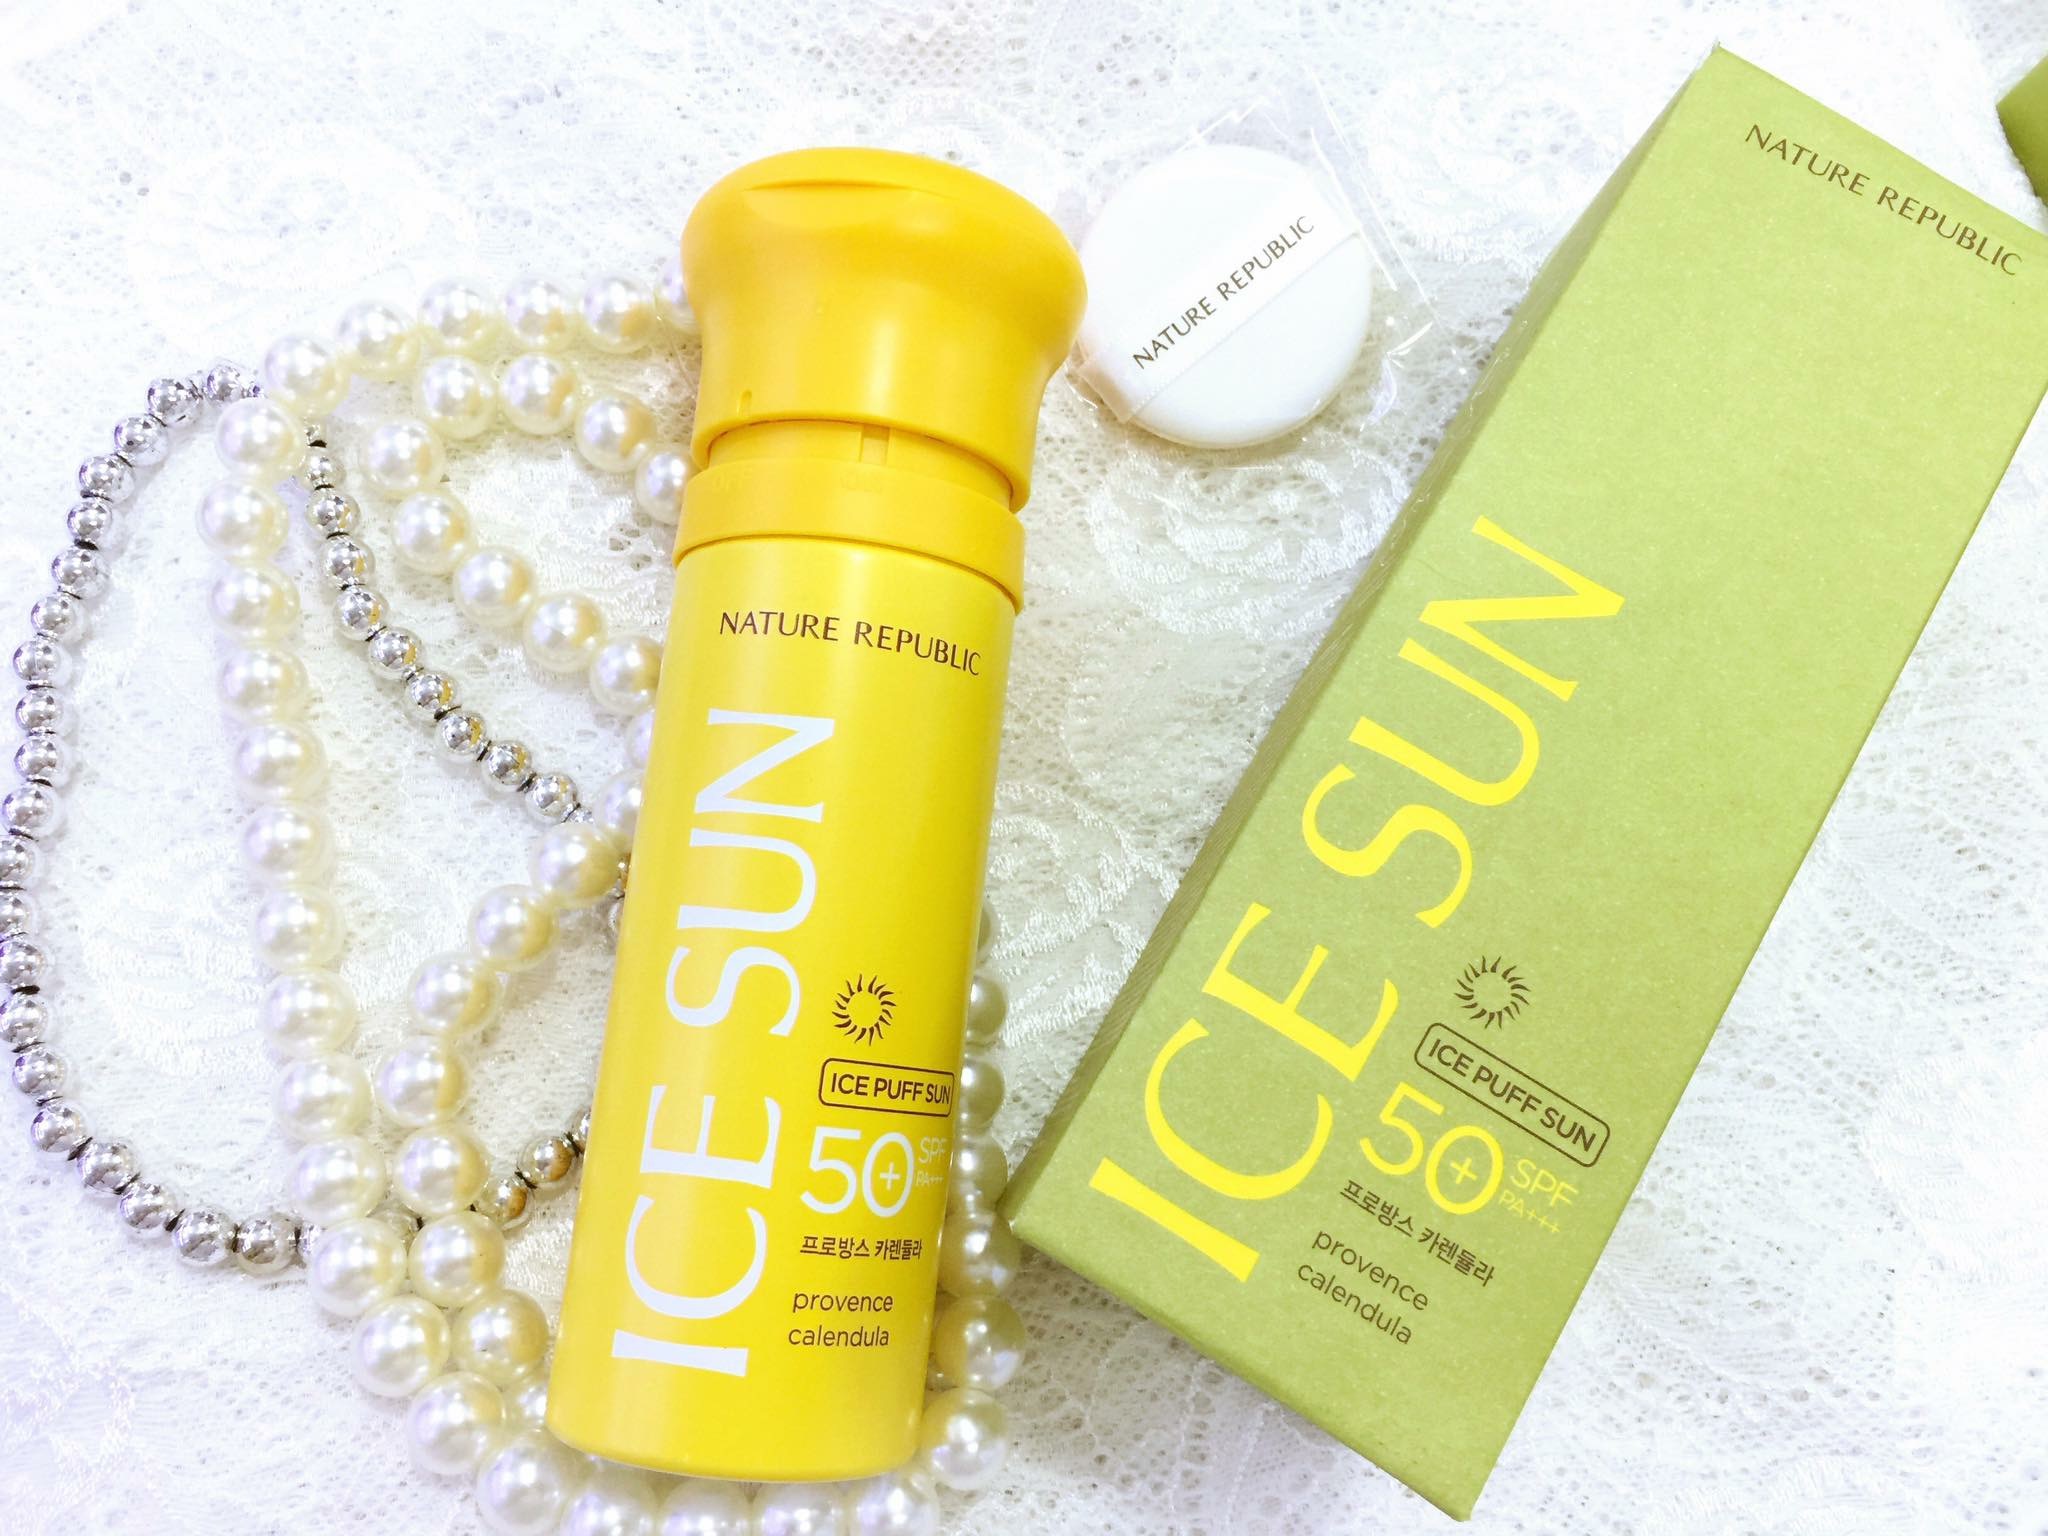 NATURE REPUBLIC
ICE SUN
ICE PUFF SUN
50+ SPF
PA+++
프로방스 카렌듈라
provence
calendula
NATURE REPUBLIC
NATURE REPUBLIC
ICE SUN
ICE PUFF SUN
50+ SPF
PA+++
프로방스 카렌듈라
provence
calendula